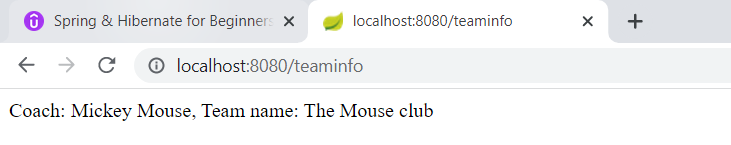 Spring & Hibernate for Beginners
localhost:8080/teaminfo
localhost:8080/teaminfo
Coach: Mickey Mouse, Team name: The Mouse club